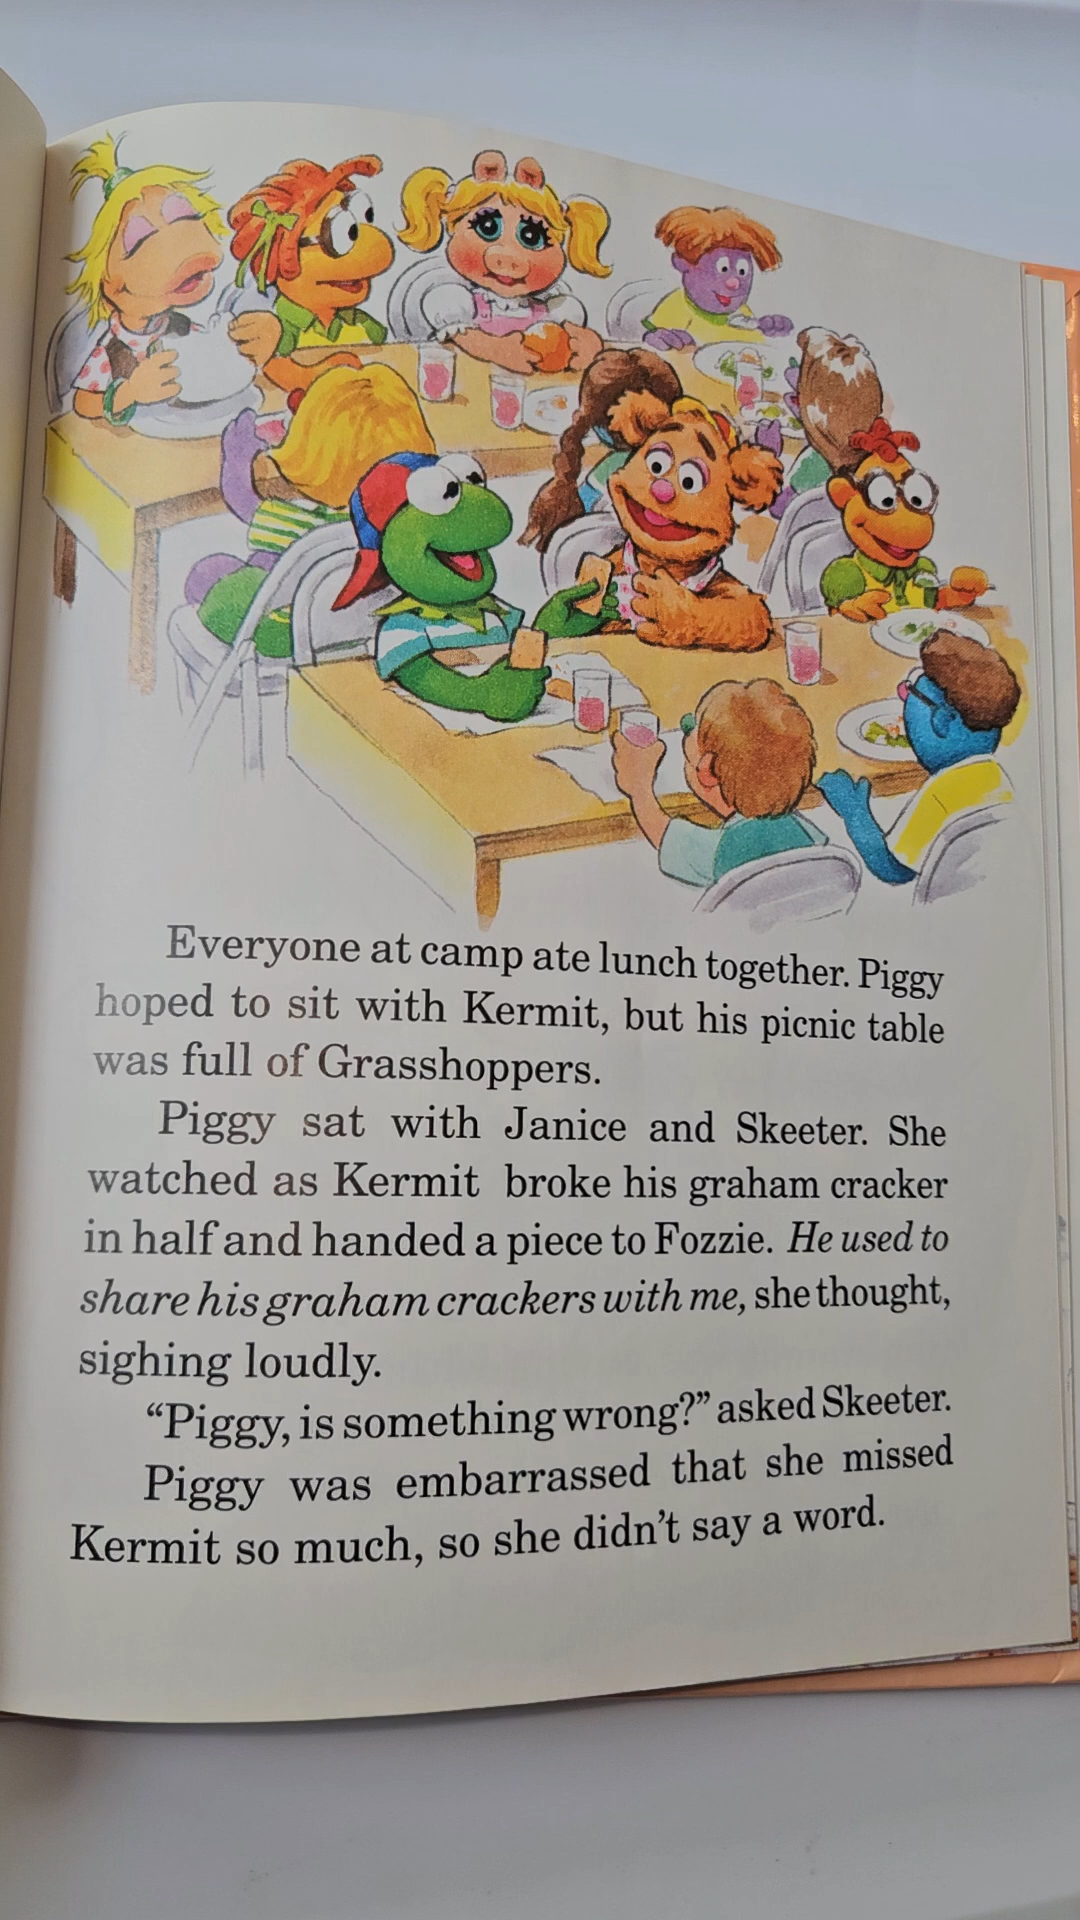 Everyone at camp ate lunch together. Piggy
hoped to sit with Kermit, but his picnic table
was full of Grasshoppers.
Piggy sat with Janice and Skeeter. She
watched as Kermit broke his graham cracker
in half and handed a piece to Fozzie. He used to
share his graham crackers with me, she thought,
sighing loudly.
“Piggy, is something wrong?” asked Skeeter.
Piggy was embarrassed that she missed
Kermit so much, so she didn’t say a word.